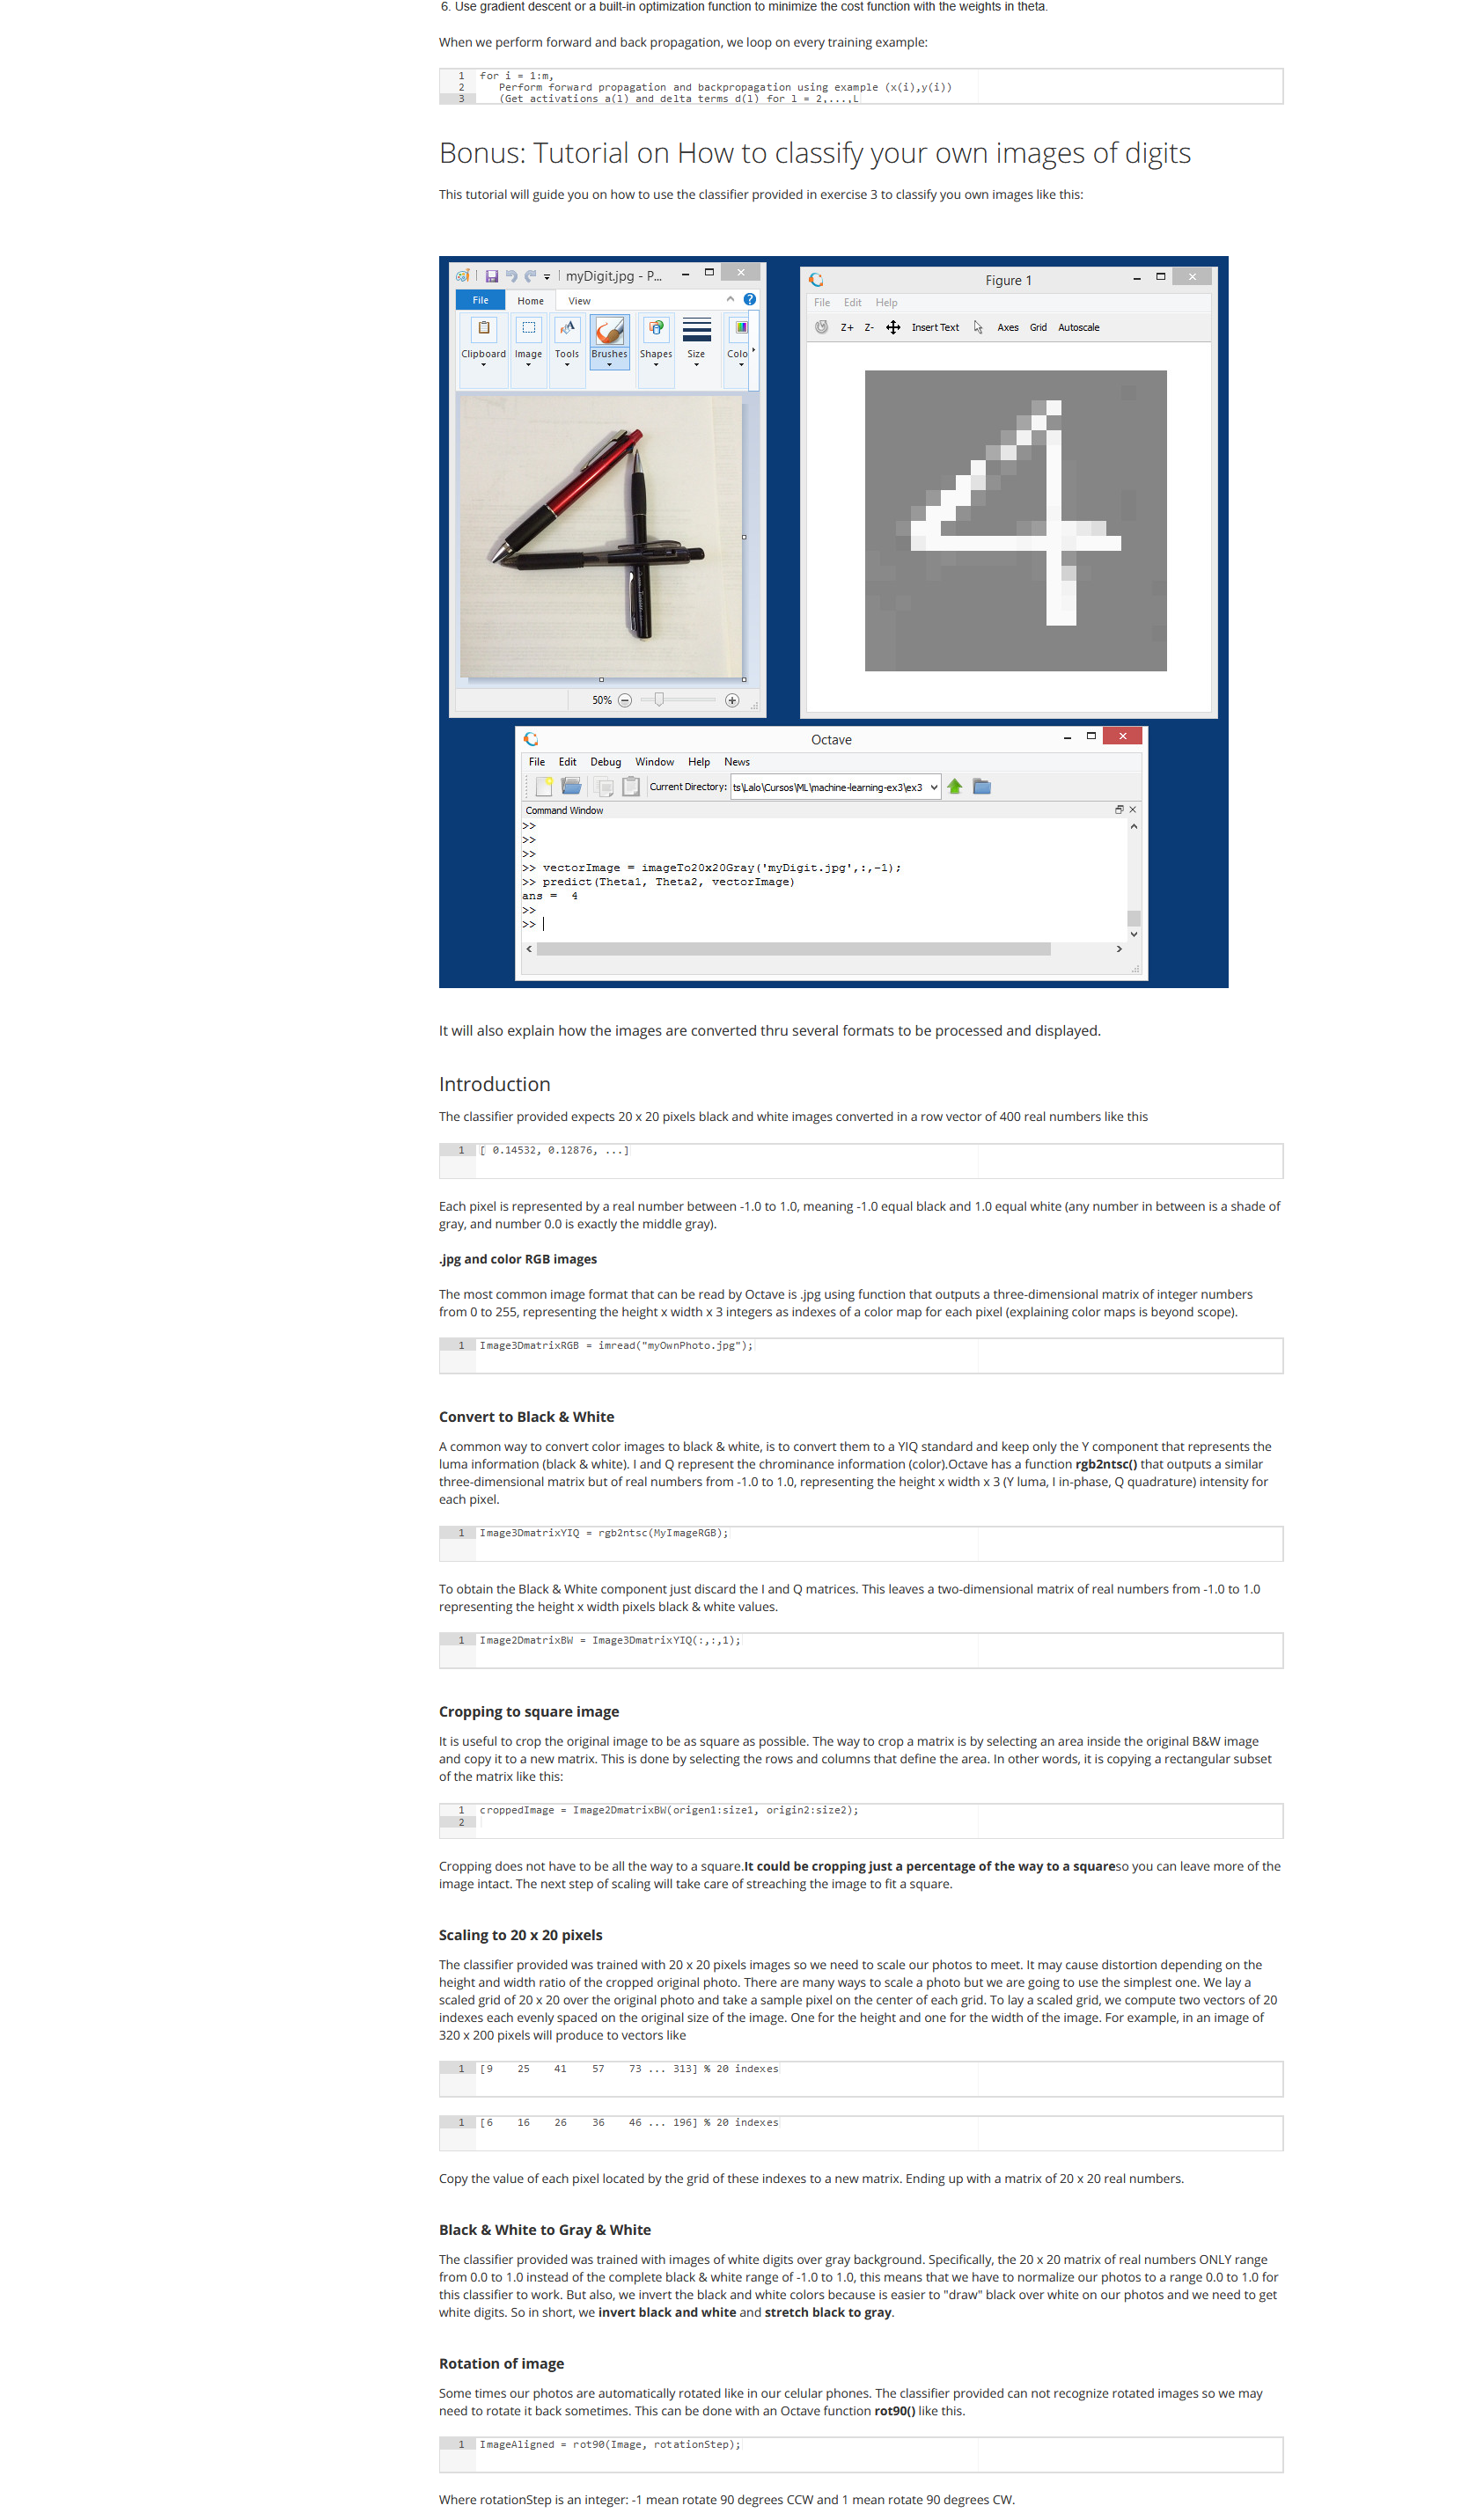 6. Use gradient descent or a built-in optimization function to minimize the cost function with the weights in theta.
When we perform forward and back propagation, we loop on every training example:
1 for i = 1:m,
2 Perform forward propagation and backpropagation using example (x(i),y(i))
3 (Get activations a(l) and delta terms d(l) for l = 2,...,L
Bonus: Tutorial on How to classify your own images of digits
This tutorial will guide you on how to use the classifier provided in exercise 3 to classify you own images like this:
myDigit.jpg - P...
File Home View
Clipboard Image Tools Brushes Shapes Size Colo
50%
Figure 1
File Edit Help
Z+ Z- Insert Text Axes Grid Autoscale
Octave
File Edit Debug Window Help News
Current Directory: ts\Lalo\Cursos\ML\machine-learning-ex3\ex3
Command Window
>>
>>
>>
>> vectorImage = imageTo20x20Gray('myDigit.jpg',:,-1);
>> predict(Theta1, Theta2, vectorImage)
ans = 4
>>
>>
It will also explain how the images are converted thru several formats to be processed and displayed.
Introduction
The classifier provided expects 20 x 20 pixels black and white images converted in a row vector of 400 real numbers like this
1 [ 0.14532, 0.12876, ...]
Each pixel is represented by a real number between -1.0 to 1.0, meaning -1.0 equal black and 1.0 equal white (any number in between is a shade of
gray, and number 0.0 is exactly the middle gray).
.jpg and color RGB images
The most common image format that can be read by Octave is .jpg using function that outputs a three-dimensional matrix of integer numbers
from 0 to 255, representing the height x width x 3 integers as indexes of a color map for each pixel (explaining color maps is beyond scope).
1 Image3DmatrixRGB = imread("myOwnPhoto.jpg");
Convert to Black & White
A common way to convert color images to black & white, is to convert them to a YIQ standard and keep only the Y component that represents the
luma information (black & white). I and Q represent the chrominance information (color).Octave has a function rgb2ntsc() that outputs a similar
three-dimensional matrix but of real numbers from -1.0 to 1.0, representing the height x width x 3 (Y luma, I in-phase, Q quadrature) intensity for
each pixel.
1 Image3DmatrixYIQ = rgb2ntsc(MyImageRGB);
To obtain the Black & White component just discard the I and Q matrices. This leaves a two-dimensional matrix of real numbers from -1.0 to 1.0
representing the height x width pixels black & white values.
1 Image2DmatrixBW = Image3DmatrixYIQ(:,:,1);
Cropping to square image
It is useful to crop the original image to be as square as possible. The way to crop a matrix is by selecting an area inside the original B&W image
and copy it to a new matrix. This is done by selecting the rows and columns that define the area. In other words, it is copying a rectangular subset
of the matrix like this:
1 croppedImage = Image2DmatrixBW(origen1:size1, origin2:size2);
2
Cropping does not have to be all the way to a square.It could be cropping just a percentage of the way to a squareso you can leave more of the
image intact. The next step of scaling will take care of streaching the image to fit a square.
Scaling to 20 x 20 pixels
The classifier provided was trained with 20 x 20 pixels images so we need to scale our photos to meet. It may cause distortion depending on the
height and width ratio of the cropped original photo. There are many ways to scale a photo but we are going to use the simplest one. We lay a
scaled grid of 20 x 20 over the original photo and take a sample pixel on the center of each grid. To lay a scaled grid, we compute two vectors of 20
indexes each evenly spaced on the original size of the image. One for the height and one for the width of the image. For example, in an image of
320 x 200 pixels will produce to vectors like
1 [9 25 41 57 73 ... 313] % 20 indexes
1 [6 16 26 36 46 ... 196] % 20 indexes
Copy the value of each pixel located by the grid of these indexes to a new matrix. Ending up with a matrix of 20 x 20 real numbers.
Black & White to Gray & White
The classifier provided was trained with images of white digits over gray background. Specifically, the 20 x 20 matrix of real numbers ONLY range
from 0.0 to 1.0 instead of the complete black & white range of -1.0 to 1.0, this means that we have to normalize our photos to a range 0.0 to 1.0 for
this classifier to work. But also, we invert the black and white colors because is easier to "draw" black over white on our photos and we need to get
white digits. So in short, we invert black and white and stretch black to gray.
Rotation of image
Some times our photos are automatically rotated like in our celular phones. The classifier provided can not recognize rotated images so we may
need to rotate it back sometimes. This can be done with an Octave function rot90() like this.
1 ImageAligned = rot90(Image, rotationStep);
Where rotationStep is an integer: -1 mean rotate 90 degrees CCW and 1 mean rotate 90 degrees CW.